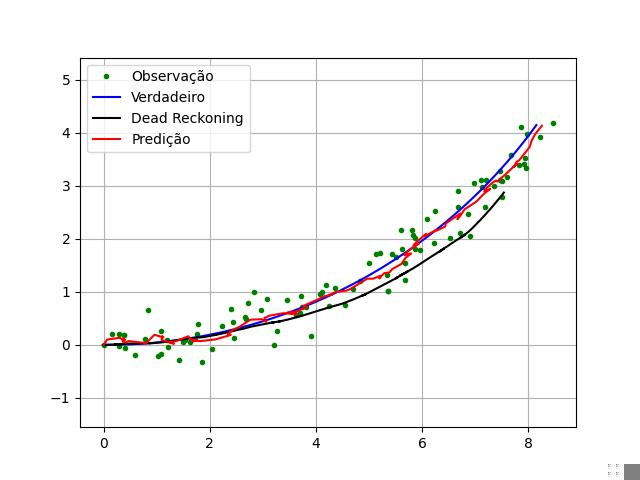 Observação
Verdadeiro
Dead Reckoning
Predição
5
4
3
2
1
0
−1
0 2 4 6 8